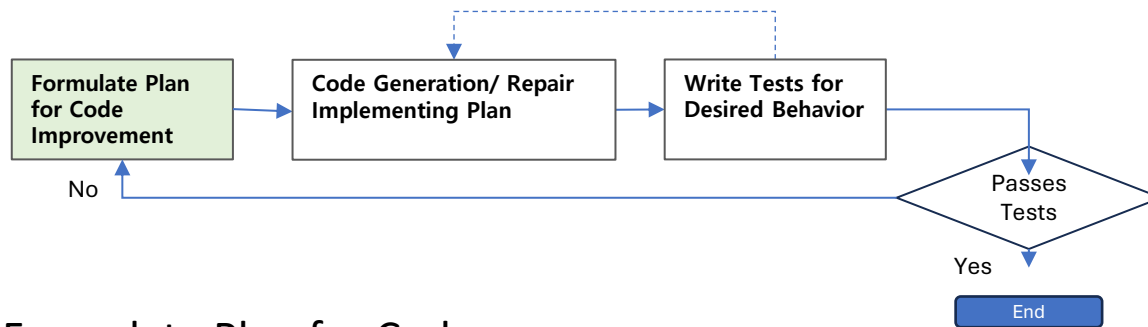 Formulate Plan
for Code
Improvement
Code Generation/ Repair
Implementing Plan
Write Tests for
Desired Behavior
No
Passes
Tests
Yes
End